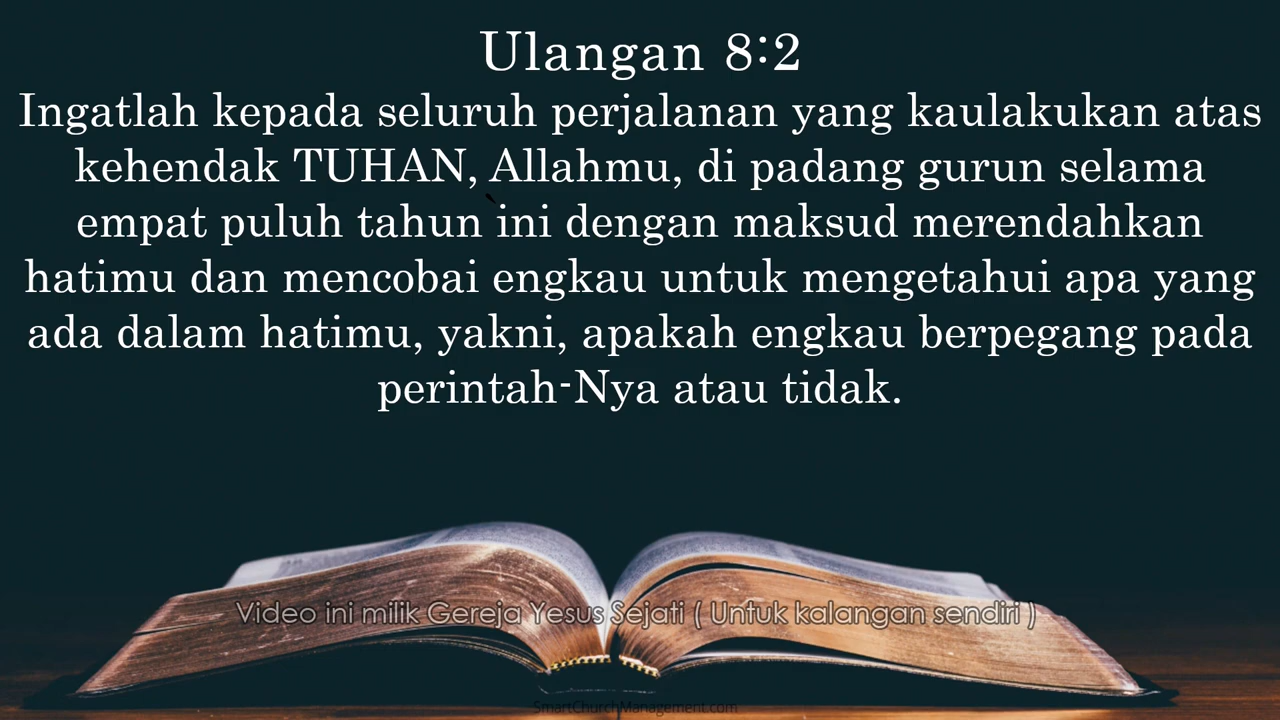 Ulangan 8:2
Ingatlah kepada seluruh perjalanan yang kaulakukan atas
kehendak TUHAN, Allahmu, di padang gurun selama
empat puluh tahun ini dengan maksud merendahkan
hatimu dan mencobai engkau untuk mengetahui apa yang
ada dalam hatimu, yakni, apakah engkau berpegang pada
perintah-Nya atau tidak.
Video ini milik Gereja Yesus Sejati ( Untuk kalangan sendiri )
SmartChurchManagement.com